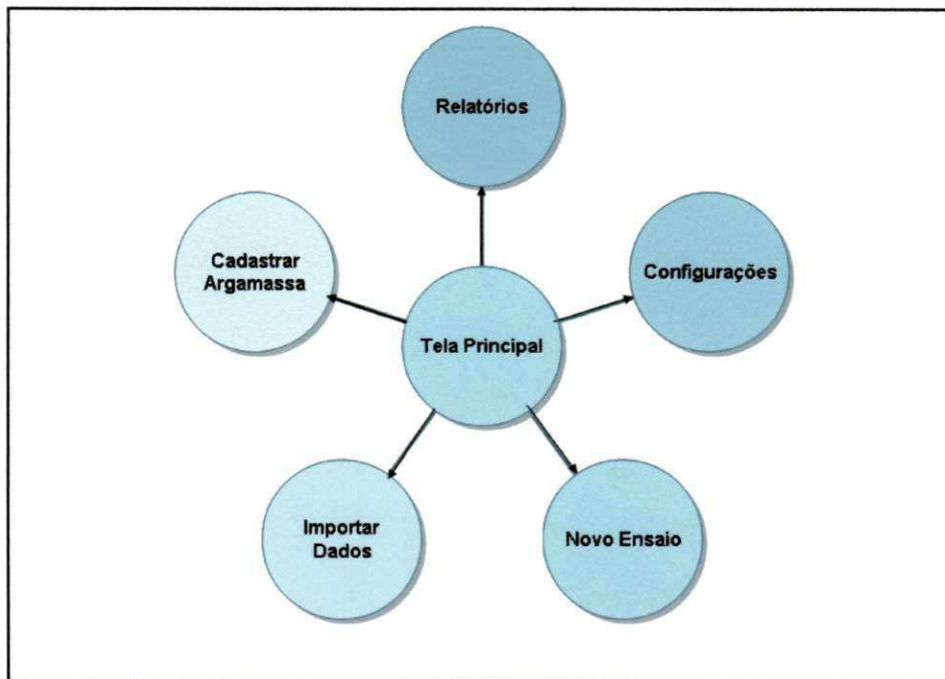 Relatórios
Cadastrar
Argamassa
Configurações
Tela Principal
Importar
Dados
Novo Ensaio